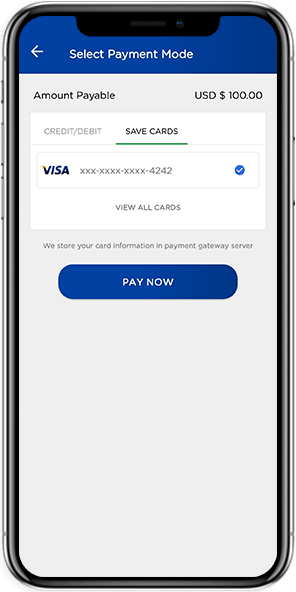 Select Payment Mode
Amount Payable USD $ 100.00
CREDIT/DEBIT SAVE CARDS
VISA xxx-xxxx-xxxx-4242
VIEW ALL CARDS
We store your card information in payment gateway server
PAY NOW